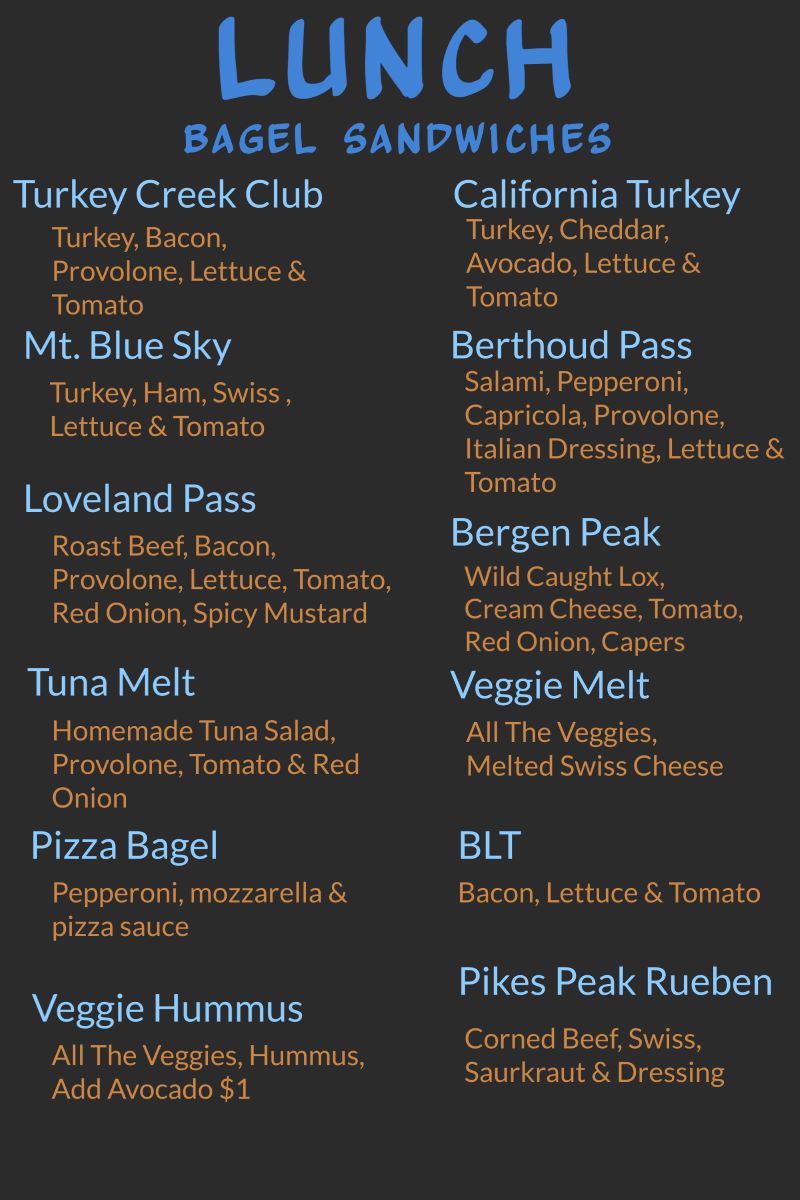 LUNCH
BAGEL SANDWICHES
Turkey Creek Club
Turkey, Bacon,
Provolone, Lettuce &
Tomato
Mt. Blue Sky
Turkey, Ham, Swiss ,
Lettuce & Tomato
Loveland Pass
Roast Beef, Bacon,
Provolone, Lettuce, Tomato,
Red Onion, Spicy Mustard
Tuna Melt
Homemade Tuna Salad,
Provolone, Tomato & Red
Onion
Pizza Bagel
Pepperoni, mozzarella &
pizza sauce
Veggie Hummus
All The Veggies, Hummus,
Add Avocado $1
California Turkey
Turkey, Cheddar,
Avocado, Lettuce &
Tomato
Berthoud Pass
Salami, Pepperoni,
Capricola, Provolone,
Italian Dressing, Lettuce &
Tomato
Bergen Peak
Wild Caught Lox,
Cream Cheese, Tomato,
Red Onion, Capers
Veggie Melt
All The Veggies,
Melted Swiss Cheese
BLT
Bacon, Lettuce & Tomato
Pikes Peak Rueben
Corned Beef, Swiss,
Saurkraut & Dressing